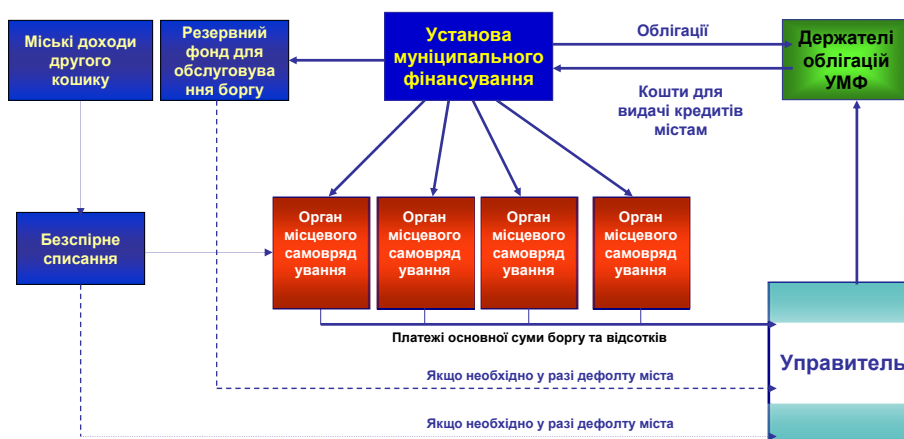 Міські доходи
другого
кошику
Резервний
фонд для
обслуговува
ння боргу
Установа
муніципального
фінансування
Облігації
Кошти для
видачі кредитів
містам
Держателі
облігацій
УМФ
Безспірне
списання
Орган
місцевого
самовряд
ування
Орган
місцевого
самовряд
ування
Орган
місцевого
самовряд
ування
Орган
місцевого
самовряд
ування
Платежі основної суми боргу та відсотків
Якщо необхідно у разі дефолту міста
Управитель
Якщо необхідно у разі дефолту міста